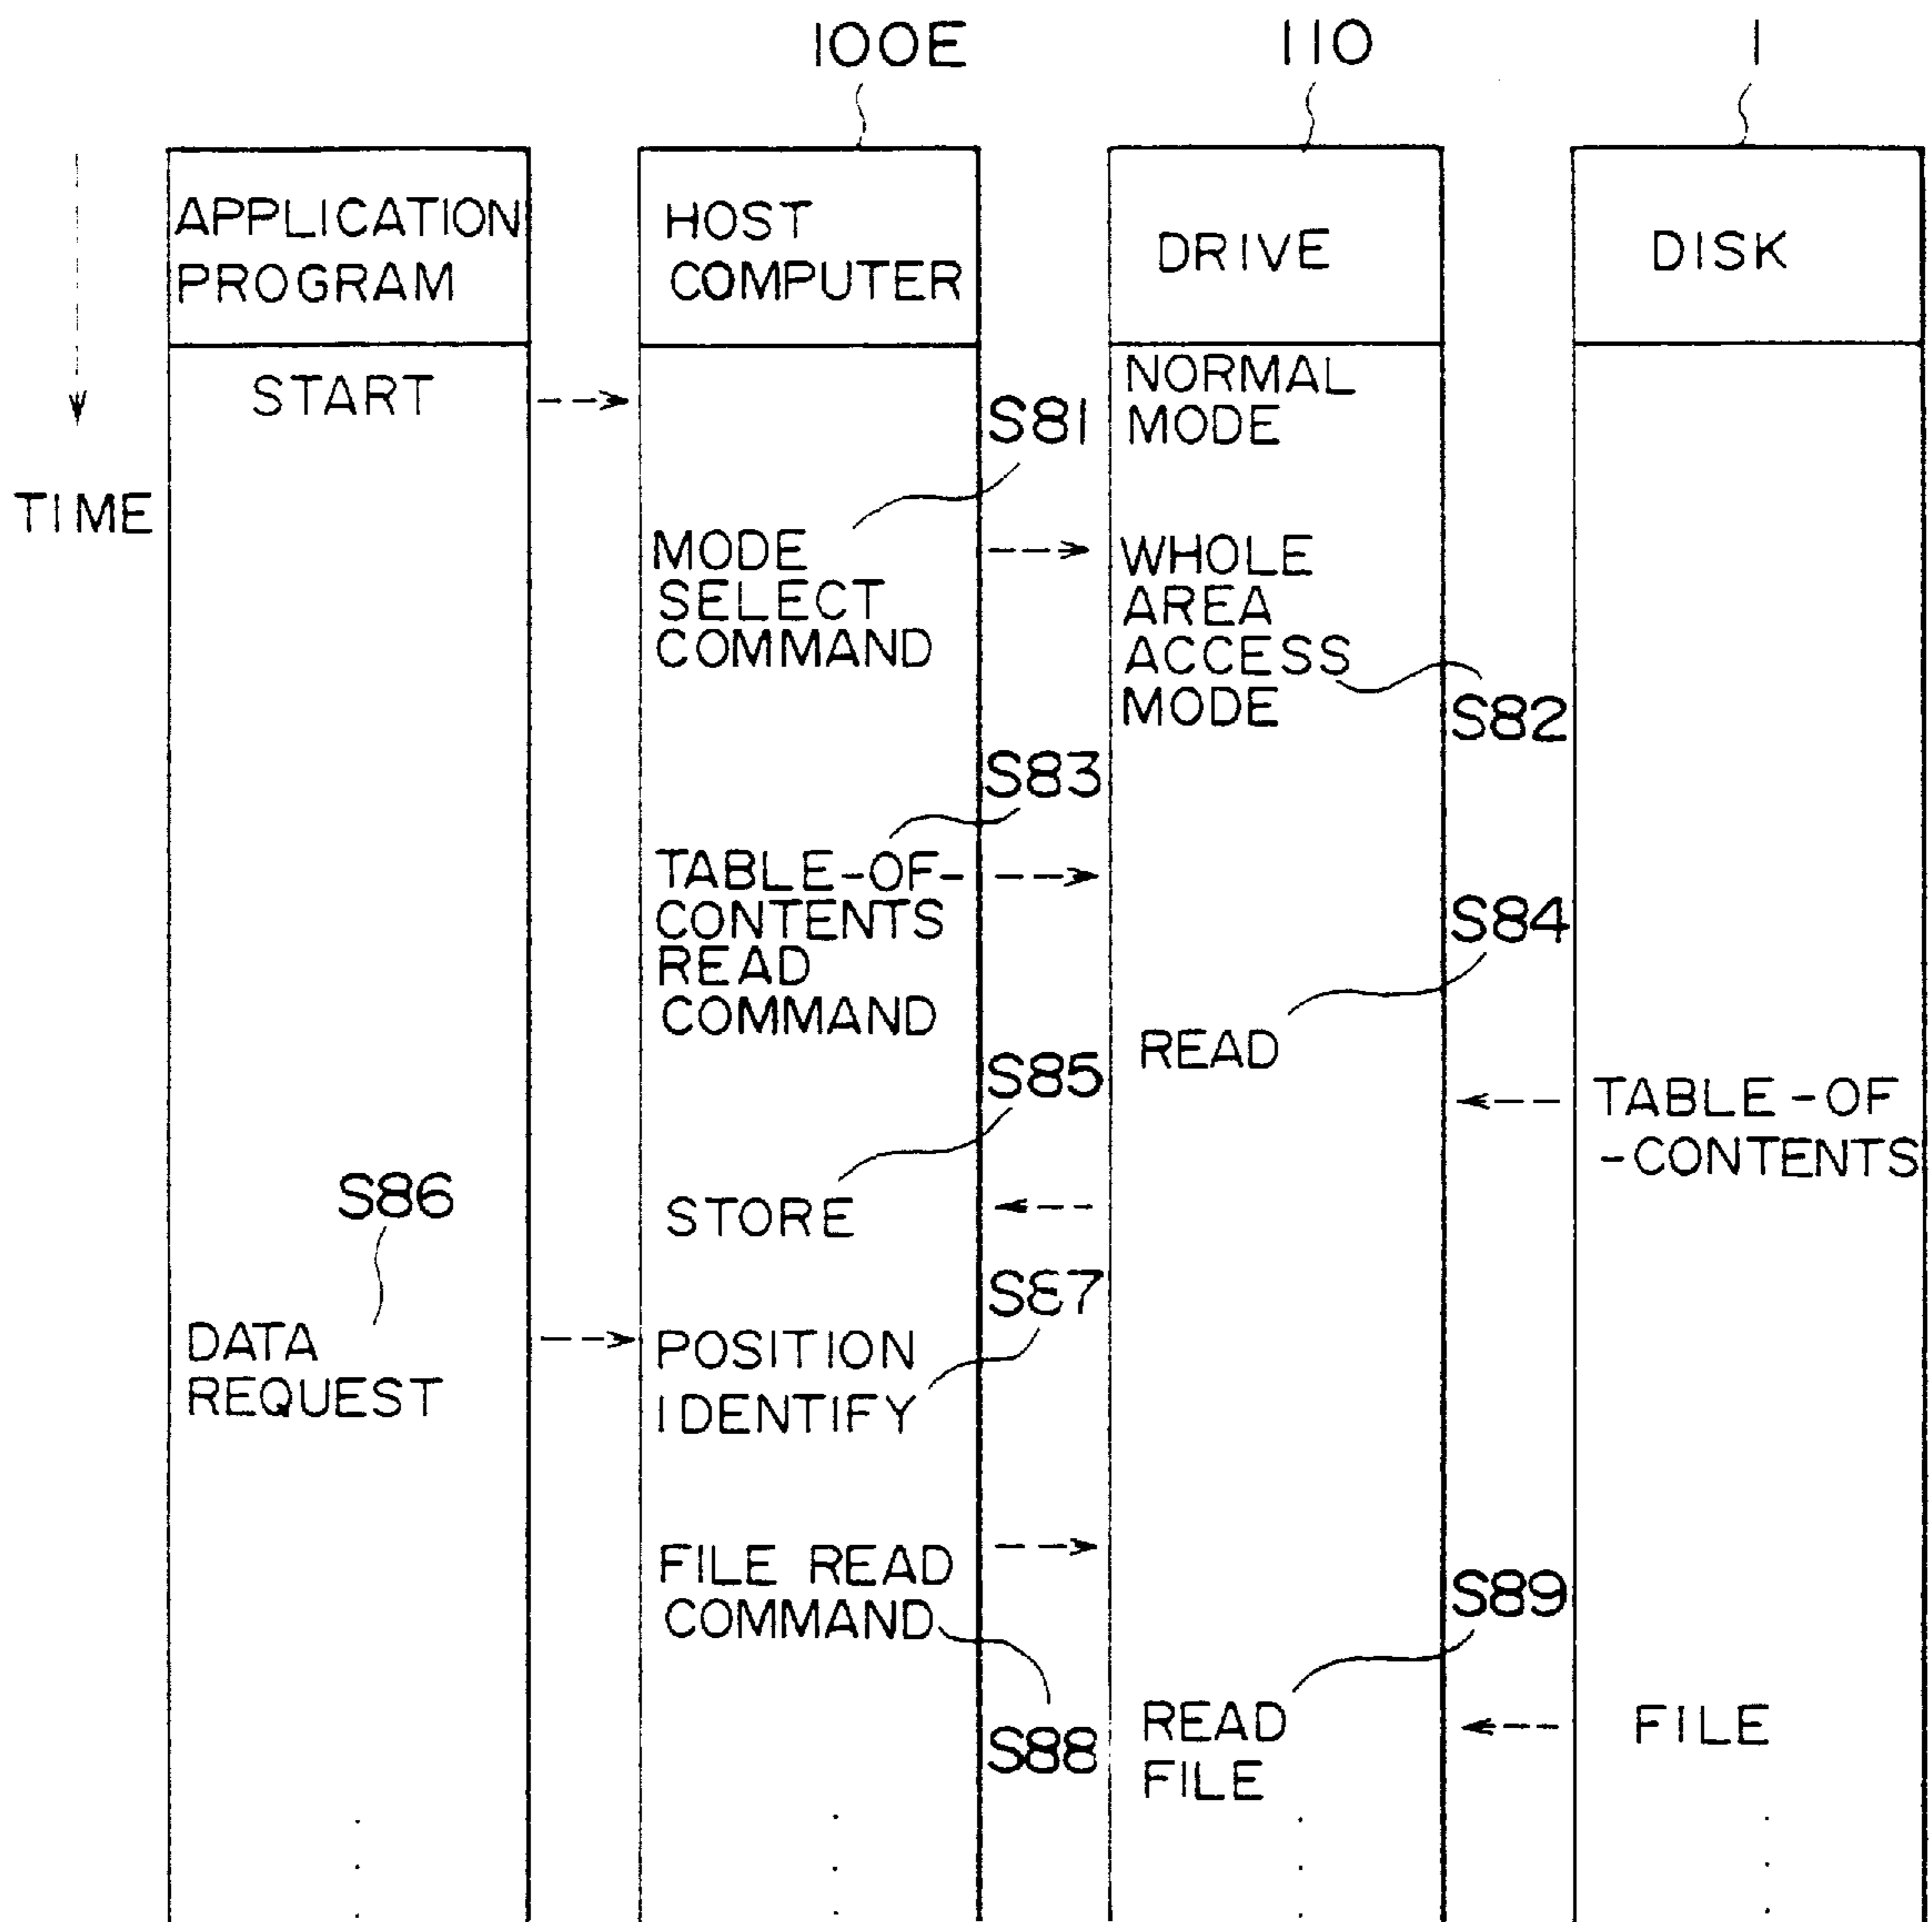 100E
110
1
APPLICATION
PROGRAM
HOST
COMPUTER
DRIVE
DISK
START
NORMAL
MODE
S81
TIME
MODE
SELECT
COMMAND
WHOLE
AREA
ACCESS
MODE
S82
S83
TABLE-OF-
CONTENTS
READ
COMMAND
S84
READ
S85
TABLE-OF
-CONTENTS
S86
STORE
S87
DATA
REQUEST
POSITION
IDENTIFY
FILE READ
COMMAND
S89
S88
READ
FILE
FILE